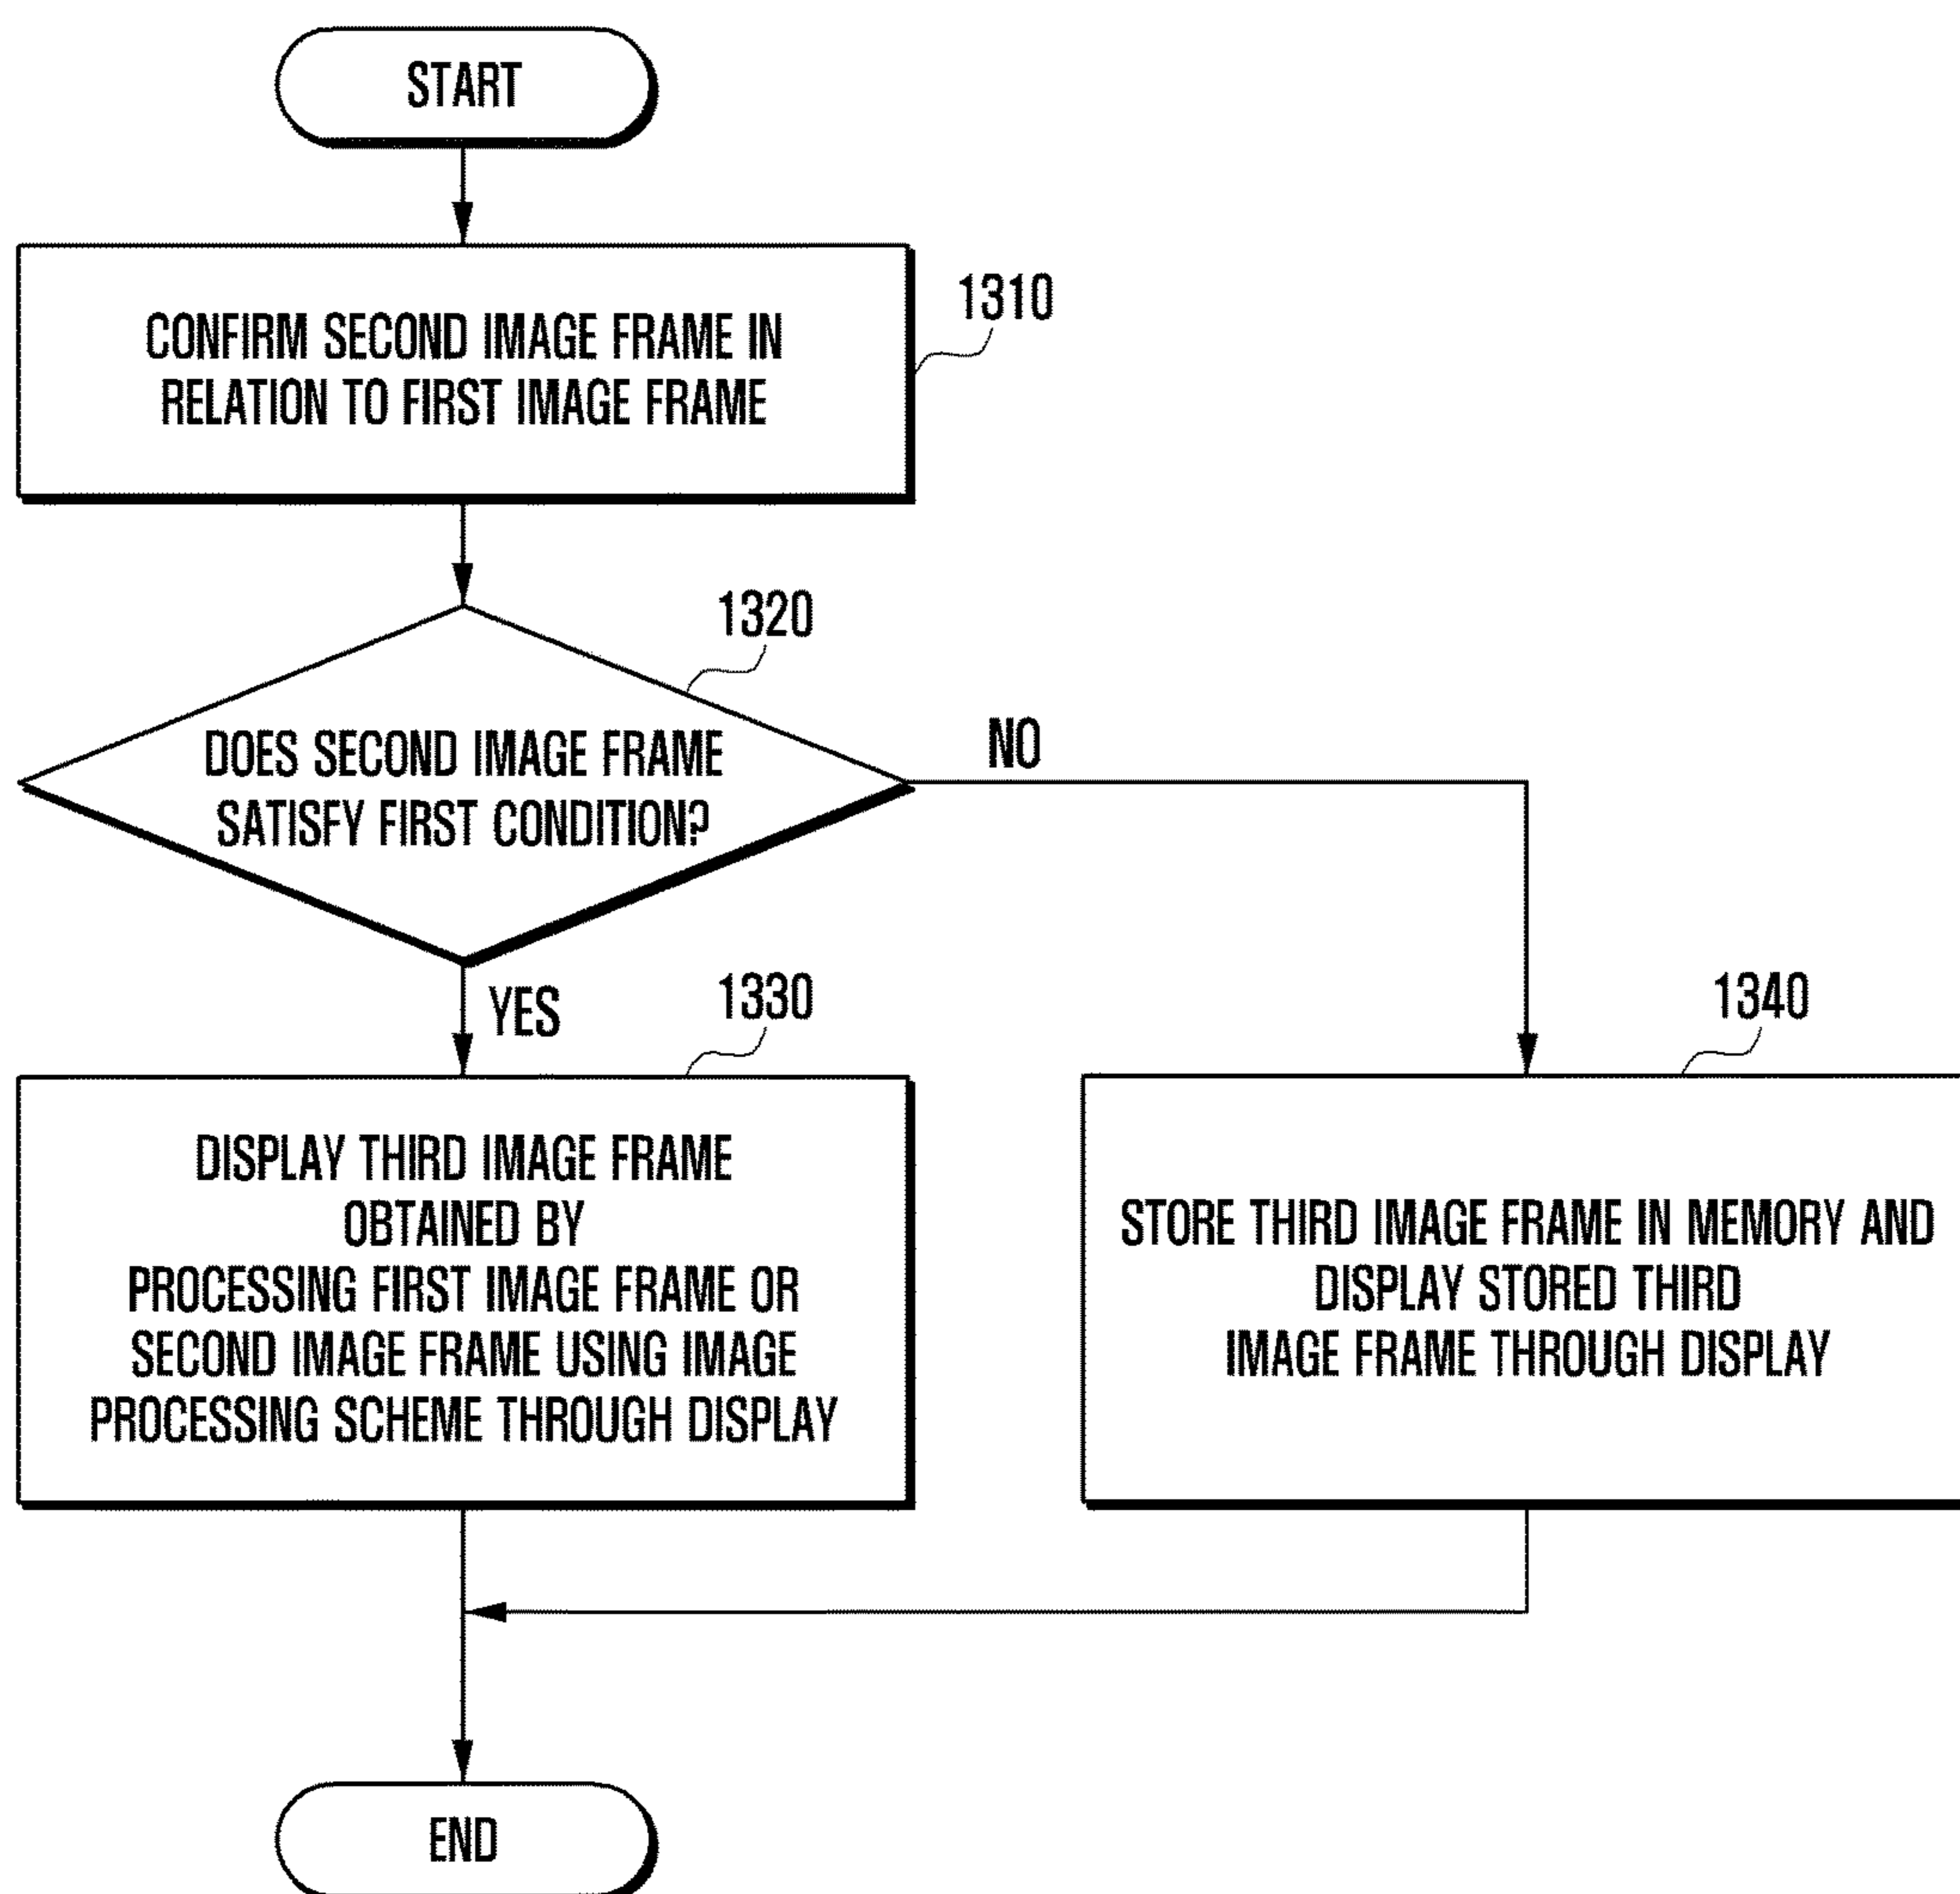 START
1310
CONFIRM SECOND IMAGE FRAME IN
RELATION TO FIRST IMAGE FRAME
1320
DOES SECOND IMAGE FRAME
SATISFY FIRST CONDITION?
NO
YES
1330
DISPLAY THIRD IMAGE FRAME
OBTAINED BY
PROCESSING FIRST IMAGE FRAME OR
SECOND IMAGE FRAME USING IMAGE
PROCESSING SCHEME THROUGH DISPLAY
1340
STORE THIRD IMAGE FRAME IN MEMORY AND
DISPLAY STORED THIRD
IMAGE FRAME THROUGH DISPLAY
END